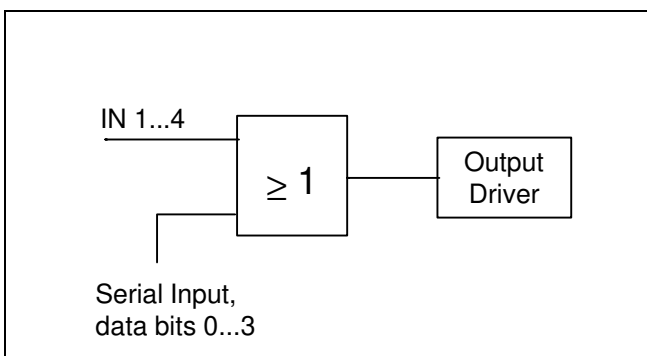 IN 1...4
≥ 1
Output
Driver
Serial Input,
data bits 0...3